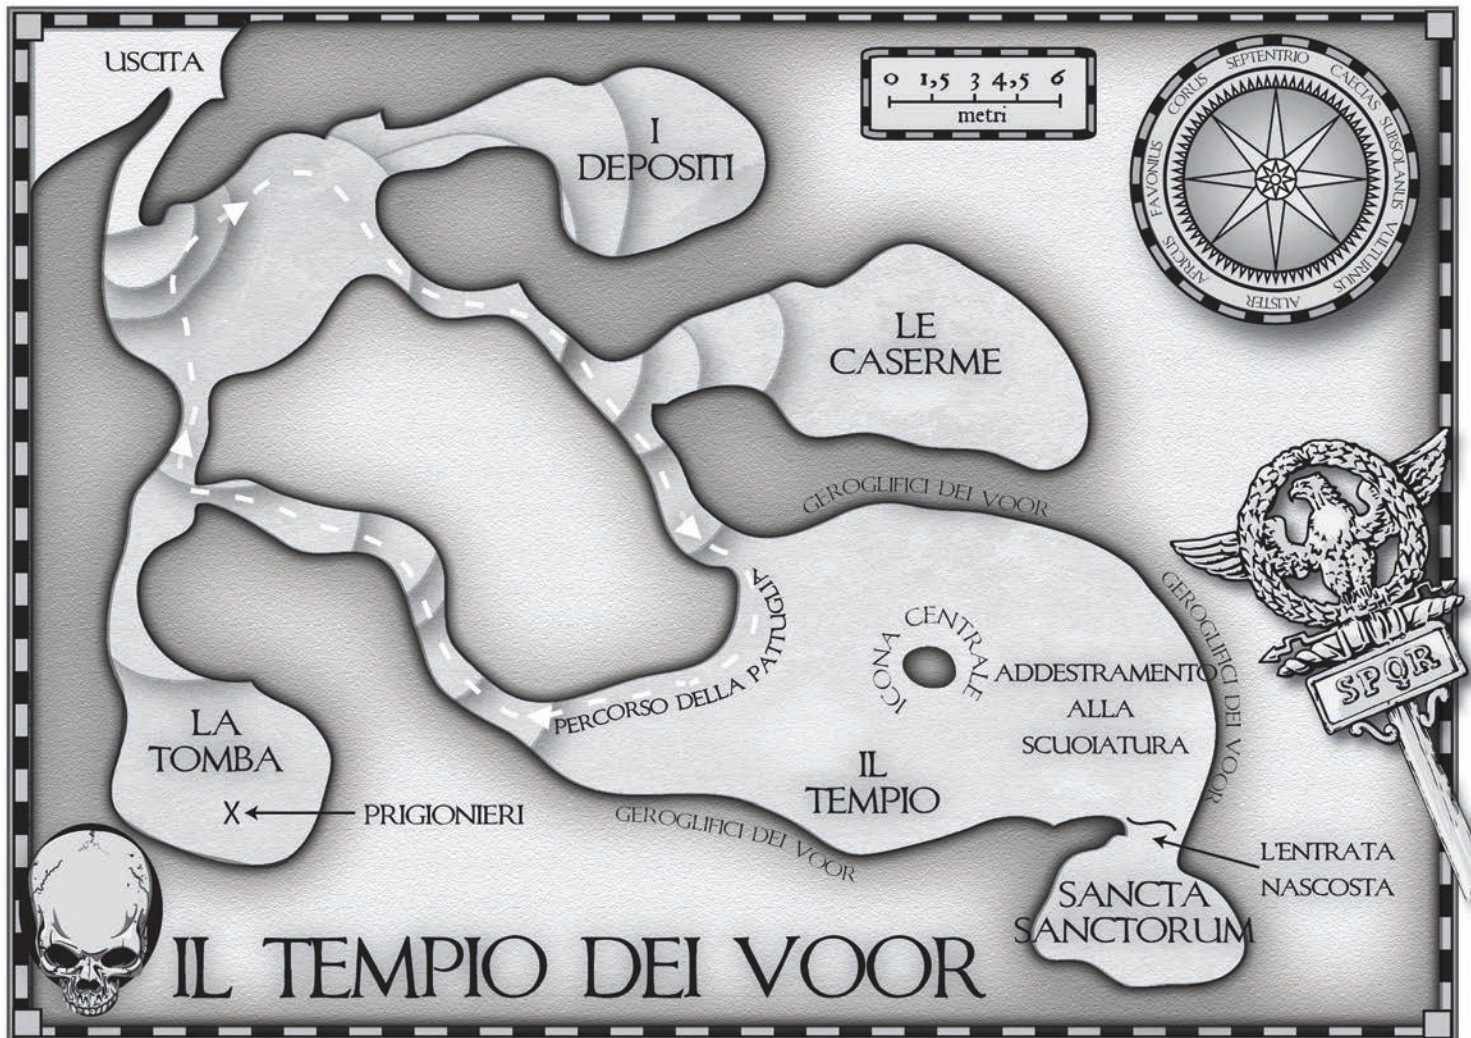 USCITA
I
DEPOSITI
0 1,5 3 4,5 6
metri
SEPTENTRIO
CAECIAS
SUBSOLANUS
VULTURNUS
AUSTER
AFRICUS
FAVONIUS
CORUS
LE
CASERME
GEROGLIFICI DEI VOOR
GEROGLIFICI DEI VOOR
PERCORSO DELLA PATTUGLIA
ICONA CENTRALE
ADDESTRAMENTO
ALLA
SCUOIATURA
SPQR
LA
TOMBA
X
PRIGIONIERI
IL
TEMPIO
GEROGLIFICI DEI VOOR
L'ENTRATA
NASCOSTA
SANCTA
SANCTORUM
IL TEMPIO DEI VOOR